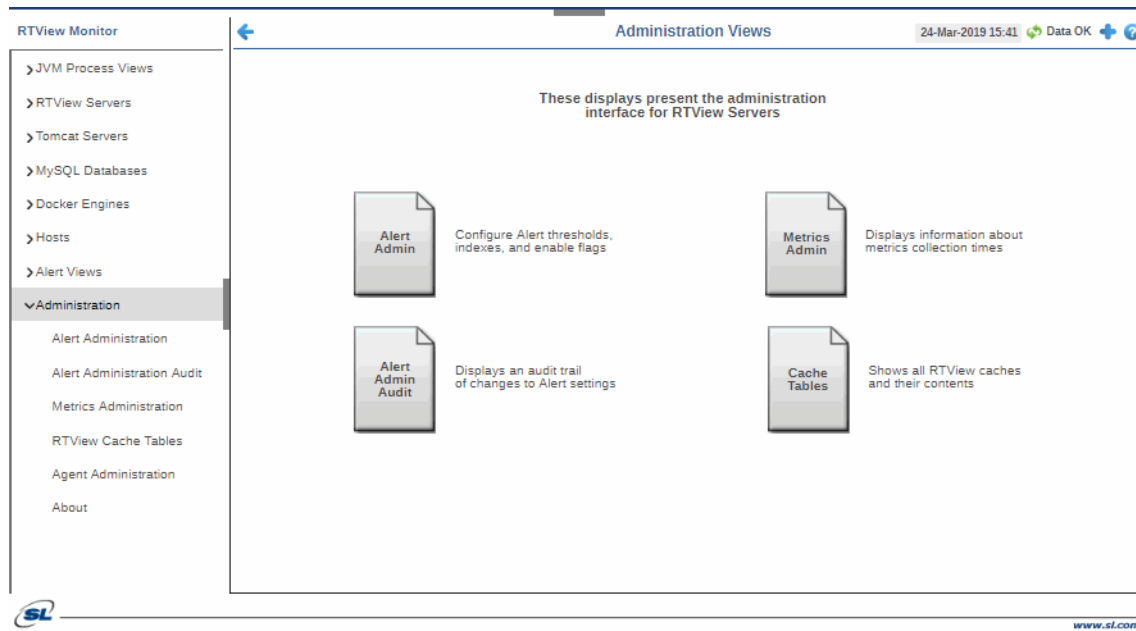 RTView Monitor
Administration Views
24-Mar-2019 15:41 Data OK
JVM Process Views
RTView Servers
Tomcat Servers
MySQL Databases
Docker Engines
Hosts
Alert Views
Administration
Alert Administration
Alert Administration Audit
Metrics Administration
RTView Cache Tables
Agent Administration
About
These displays present the administration
interface for RTView Servers
Alert
Admin
Configure Alert thresholds,
indexes, and enable flags
Metrics
Admin
Displays information about
metrics collection times
Alert
Admin
Audit
Displays an audit trail
of changes to Alert settings
Cache
Tables
Shows all RTView caches
and their contents
SL
www.sl.com